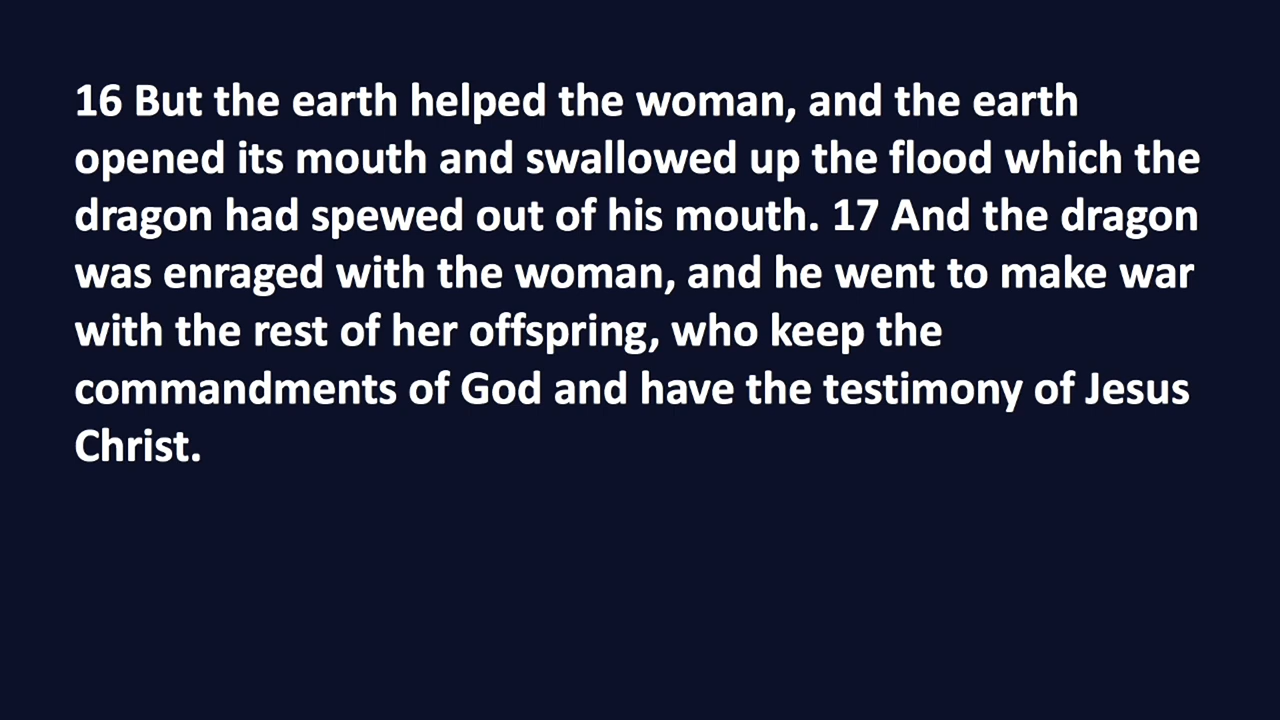 16 But the earth helped the woman, and the earth
opened its mouth and swallowed up the flood which the
dragon had spewed out of his mouth. 17 And the dragon
was enraged with the woman, and he went to make war
with the rest of her offspring, who keep the
commandments of God and have the testimony of Jesus
Christ.